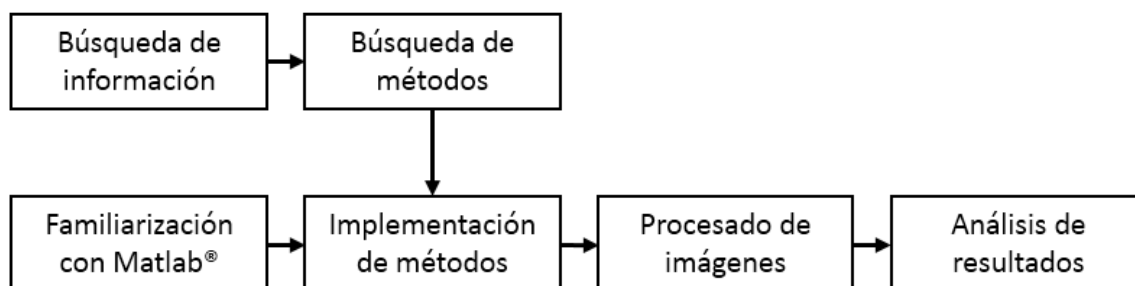 Búsqueda de
información
Búsqueda de
métodos
Familiarización
con Matlab®
Implementación
de métodos
Procesado de
imágenes
Análisis de
resultados